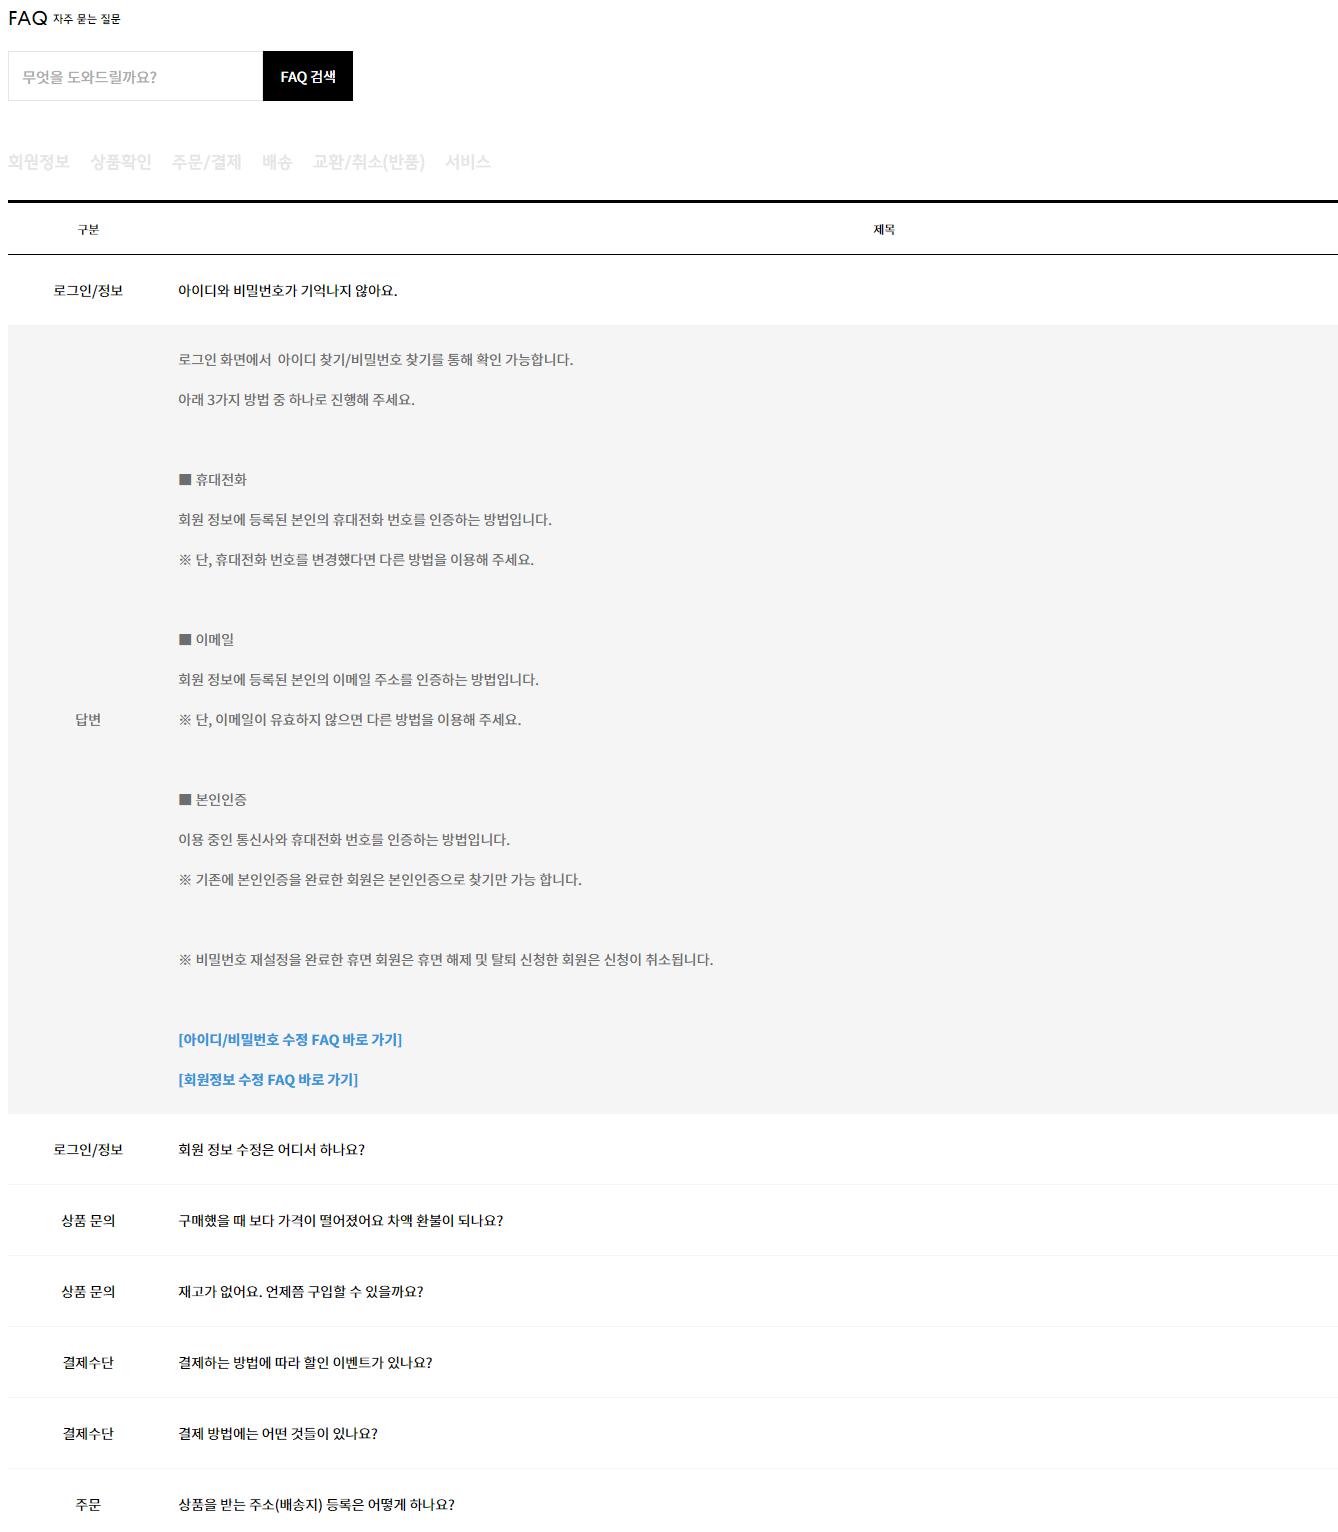 FAQ 자주 묻는 질문
무엇을 도와드릴까요? FAQ 검색
회원정보 상품확인 주문/결제 배송 교환/취소(반품) 서비스
구분 제목
로그인/정보 아이디와 비밀번호가 기억나지 않아요.
로그인 화면에서 아이디 찾기/비밀번호 찾기를 통해 확인 가능합니다.
아래 3가지 방법 중 하나로 진행해 주세요.
■ 휴대전화
회원 정보에 등록된 본인의 휴대전화 번호를 인증하는 방법입니다.
※ 단, 휴대전화 번호를 변경했다면 다른 방법을 이용해 주세요.
■ 이메일
회원 정보에 등록된 본인의 이메일 주소를 인증하는 방법입니다.
답변 ※ 단, 이메일이 유효하지 않으면 다른 방법을 이용해 주세요.
■ 본인인증
이용 중인 통신사와 휴대전화 번호를 인증하는 방법입니다.
※ 기존에 본인인증을 완료한 회원은 본인인증으로 찾기만 가능 합니다.
※ 비밀번호 재설정을 완료한 휴면 회원은 휴면 해제 및 탈퇴 신청한 회원은 신청이 취소됩니다.
[아이디/비밀번호 수정 FAQ 바로 가기]
[회원정보 수정 FAQ 바로 가기]
로그인/정보 회원 정보 수정은 어디서 하나요?
상품 문의 구매했을 때 보다 가격이 떨어졌어요 차액 환불이 되나요?
상품 문의 재고가 없어요. 언제쯤 구입할 수 있을까요?
결제수단 결제하는 방법에 따라 할인 이벤트가 있나요?
결제수단 결제 방법에는 어떤 것들이 있나요?
주문 상품을 받는 주소(배송지) 등록은 어떻게 하나요?